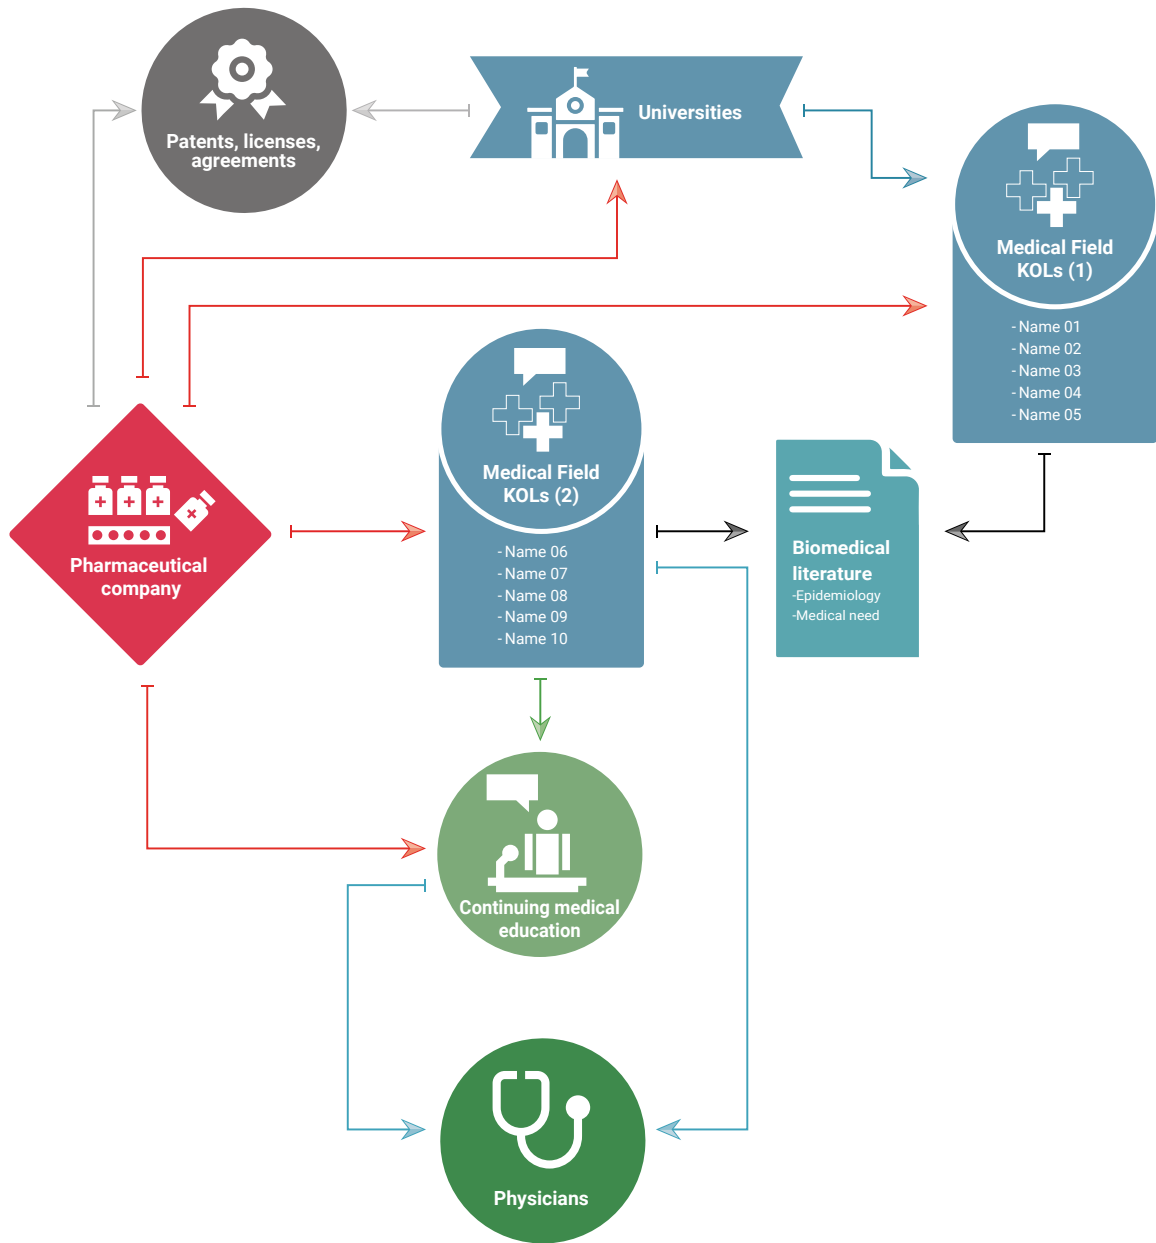 Patents, licenses,
agreements
Universities
Medical Field
KOLs (1)
- Name 01
- Name 02
- Name 03
- Name 04
- Name 05
Medical Field
KOLs (2)
- Name 06
- Name 07
- Name 08
- Name 09
- Name 10
Biomedical
literature
-Epidemiology
-Medical need
Pharmaceutical
company
Continuing medical
education
Physicians